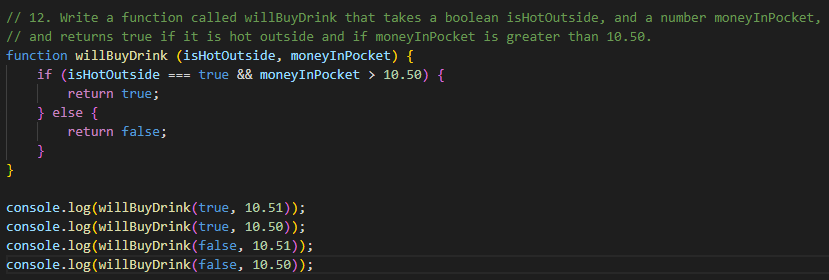 // 12. Write a function called willBuyDrink that takes a boolean isHotOutside, and a number moneyInPocket,
// and returns true if it is hot outside and if moneyInPocket is greater than 10.50.
function willBuyDrink (isHotOutside, moneyInPocket) {
    if (isHotOutside === true && moneyInPocket > 10.50) {
        return true;
    } else {
        return false;
    }
}

console.log(willBuyDrink(true, 10.51));
console.log(willBuyDrink(true, 10.50));
console.log(willBuyDrink(false, 10.51));
console.log(willBuyDrink(false, 10.50));